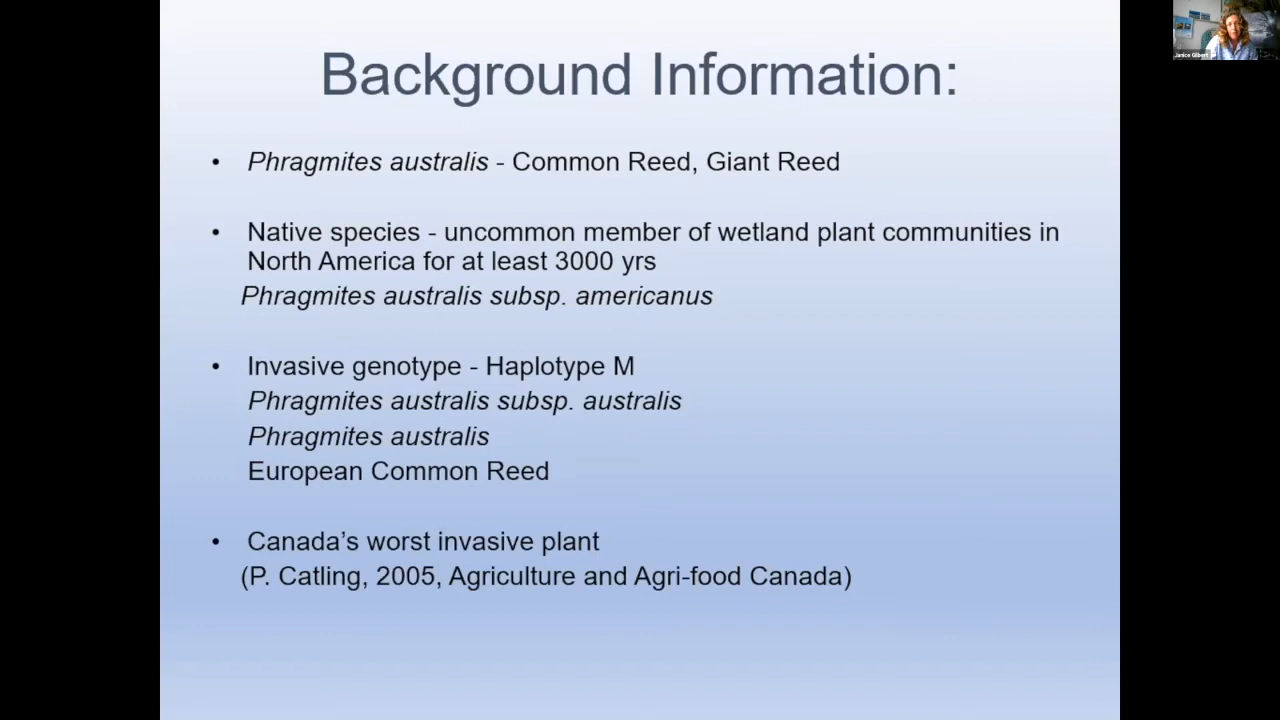 Background Information:
• Phragmites australis - Common Reed, Giant Reed
• Native species - uncommon member of wetland plant communities in
North America for at least 3000 yrs
Phragmites australis subsp. americanus
• Invasive genotype - Haplotype M
Phragmites australis subsp. australis
Phragmites australis
European Common Reed
• Canada’s worst invasive plant
(P. Catling, 2005, Agriculture and Agri-food Canada)
Janice Gilbert